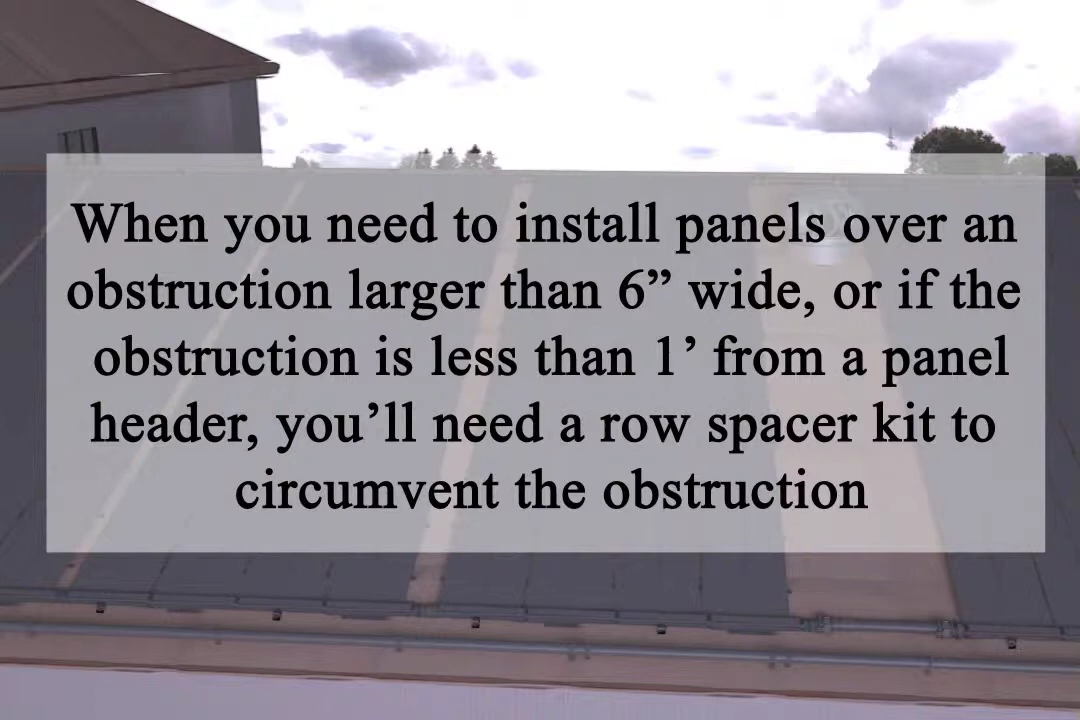 When you need to install panels over an
obstruction larger than 6” wide, or if the
obstruction is less than 1’ from a panel
header, you’ll need a row spacer kit to
circumvent the obstruction